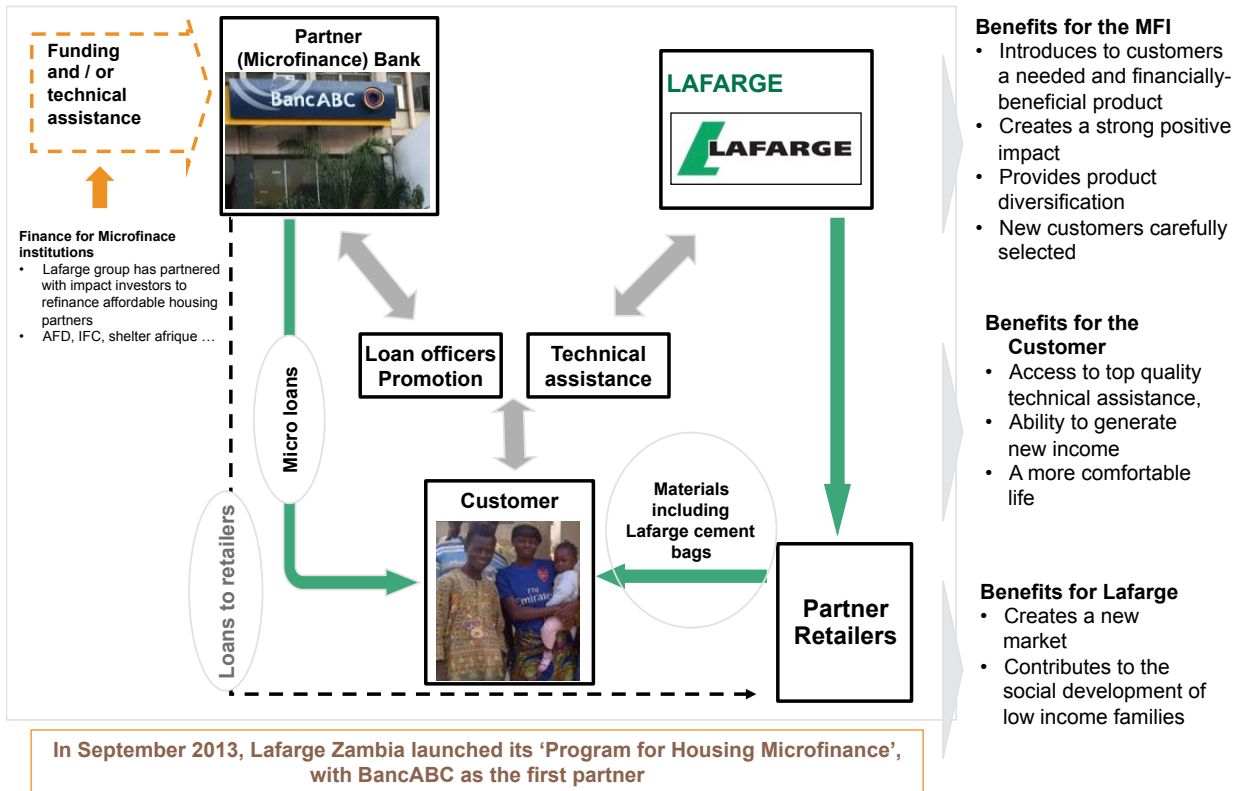 Funding
and / or
technical
assistance
Partner
(Microfinance) Bank
BancABC
LAFARGE
LAFARGE
Finance for Microfinace
institutions
• Lafarge group has partnered
with impact investors to
refinance affordable housing
partners
• AFD, IFC, shelter afrique …
Loan officers
Promotion
Technical
assistance
Micro loans
Loans to retailers
Customer
Fly
Emirates
Materials
including
Lafarge cement
bags
Partner
Retailers
Benefits for the MFI
• Introduces to customers
a needed and financially-
beneficial product
• Creates a strong positive
impact
• Provides product
diversification
• New customers carefully
selected
Benefits for the
Customer
• Access to top quality
technical assistance,
• Ability to generate
new income
• A more comfortable
life
Benefits for Lafarge
• Creates a new
market
• Contributes to the
social development of
low income families
In September 2013, Lafarge Zambia launched its ‘Program for Housing Microfinance’,
with BancABC as the first partner